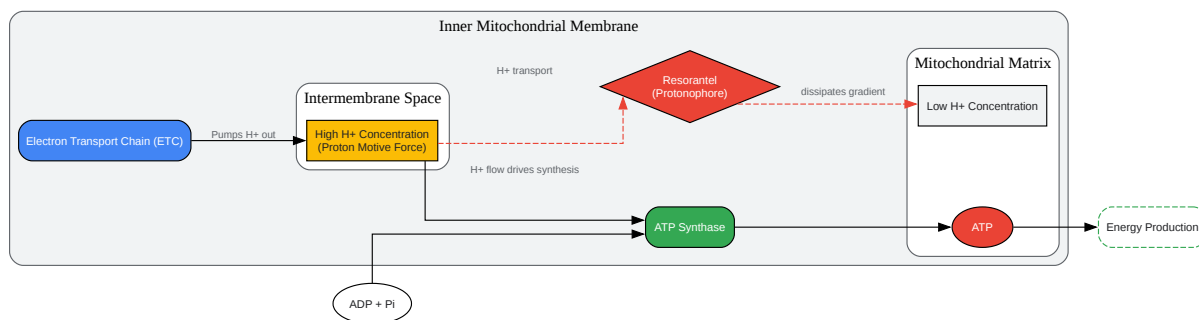 Inner Mitochondrial Membrane
Intermembrane Space
Mitochondrial Matrix
Electron Transport Chain (ETC)
Pumps H+ out
High H+ Concentration
(Proton Motive Force)
H+ transport
Resorantel
(Protonophore)
dissipates gradient
Low H+ Concentration
H+ flow drives synthesis
ATP Synthase
ATP
Energy Production
ADP + Pi